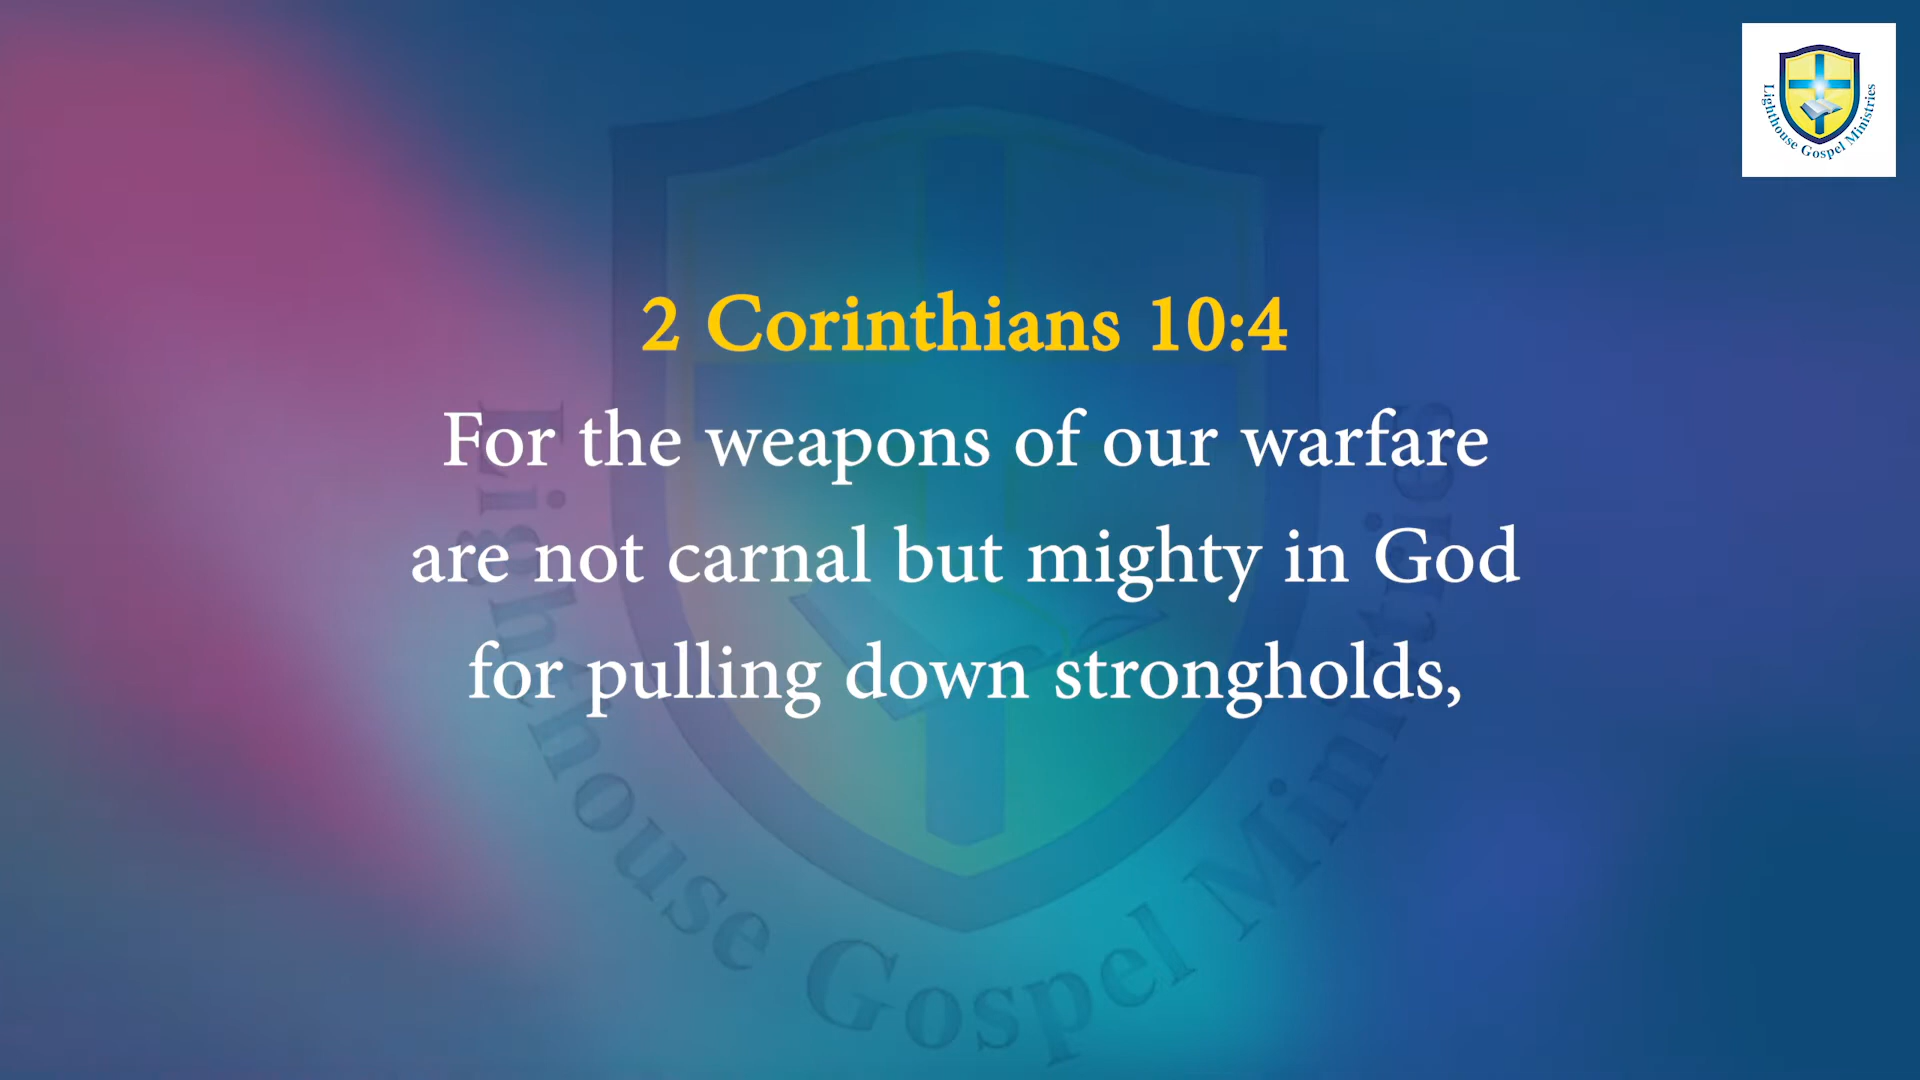 Lighthouse Gospel Ministries
2 Corinthians 10:4
For the weapons of our warfare
are not carnal but mighty in God
for pulling down strongholds,
Lighthouse Gospel Ministries